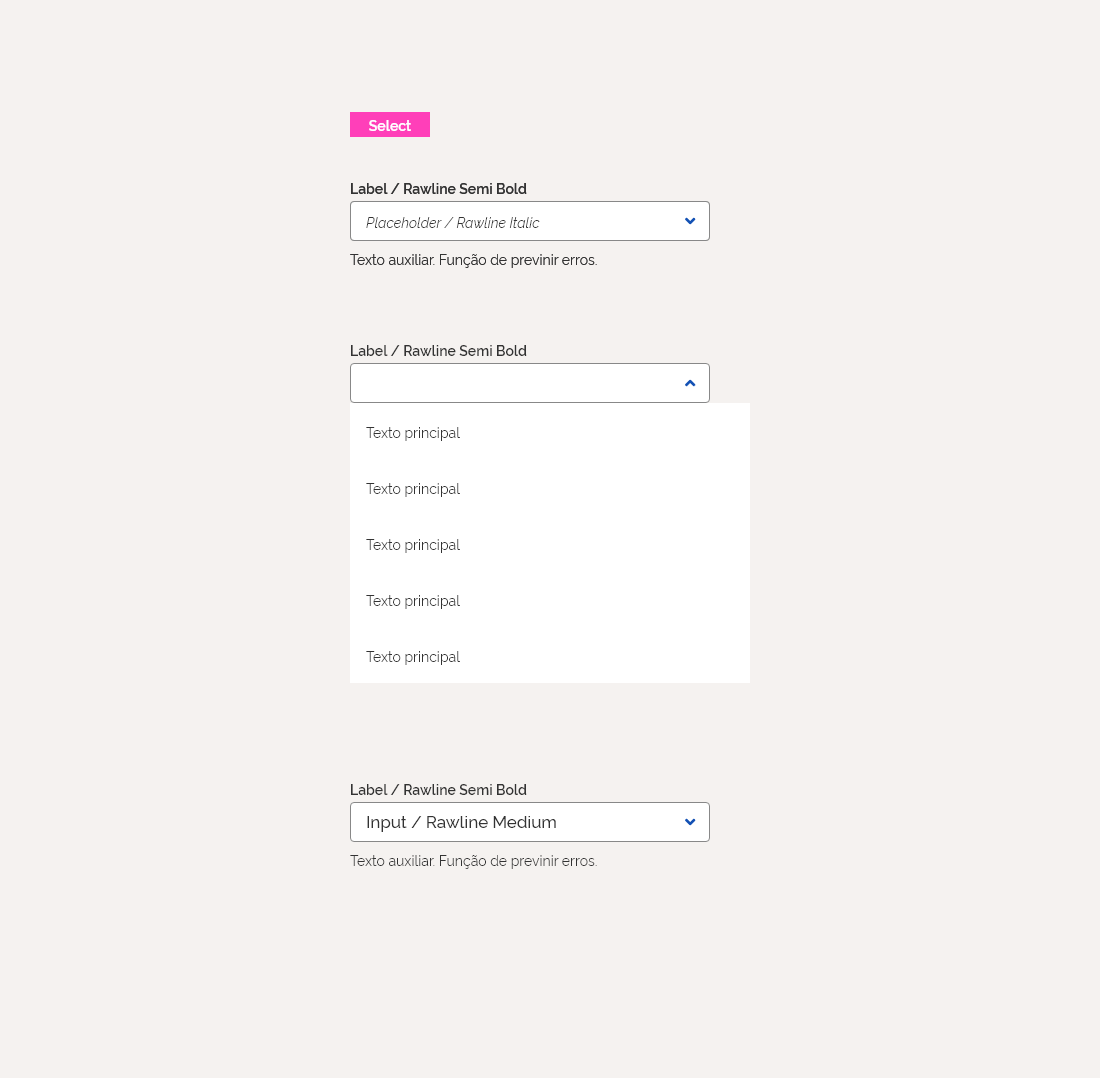 Select
Label / Rawline Semi Bold
Placeholder / Rawline Italic
Texto auxiliar. Função de previnir erros.
Label / Rawline Semi Bold
Texto principal
Texto principal
Texto principal
Texto principal
Texto principal
Label / Rawline Semi Bold
Input / Rawline Medium
Texto auxiliar. Função de previnir erros.